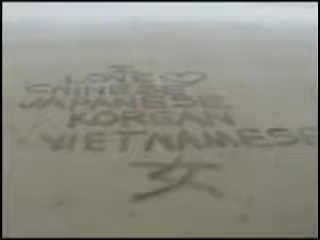 I
LOVE ♡
CHINESE
JAPANESE
KOREAN
VIETNAMESE
女